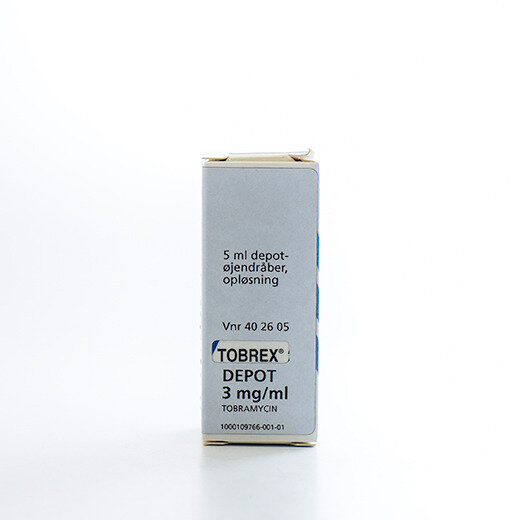 5 ml depot-
øjendråber,
opløsning
Vnr 40 26 05
TOBREX®
DEPOT
3 mg/ml
TOBRAMYCIN
1000109766-001-01